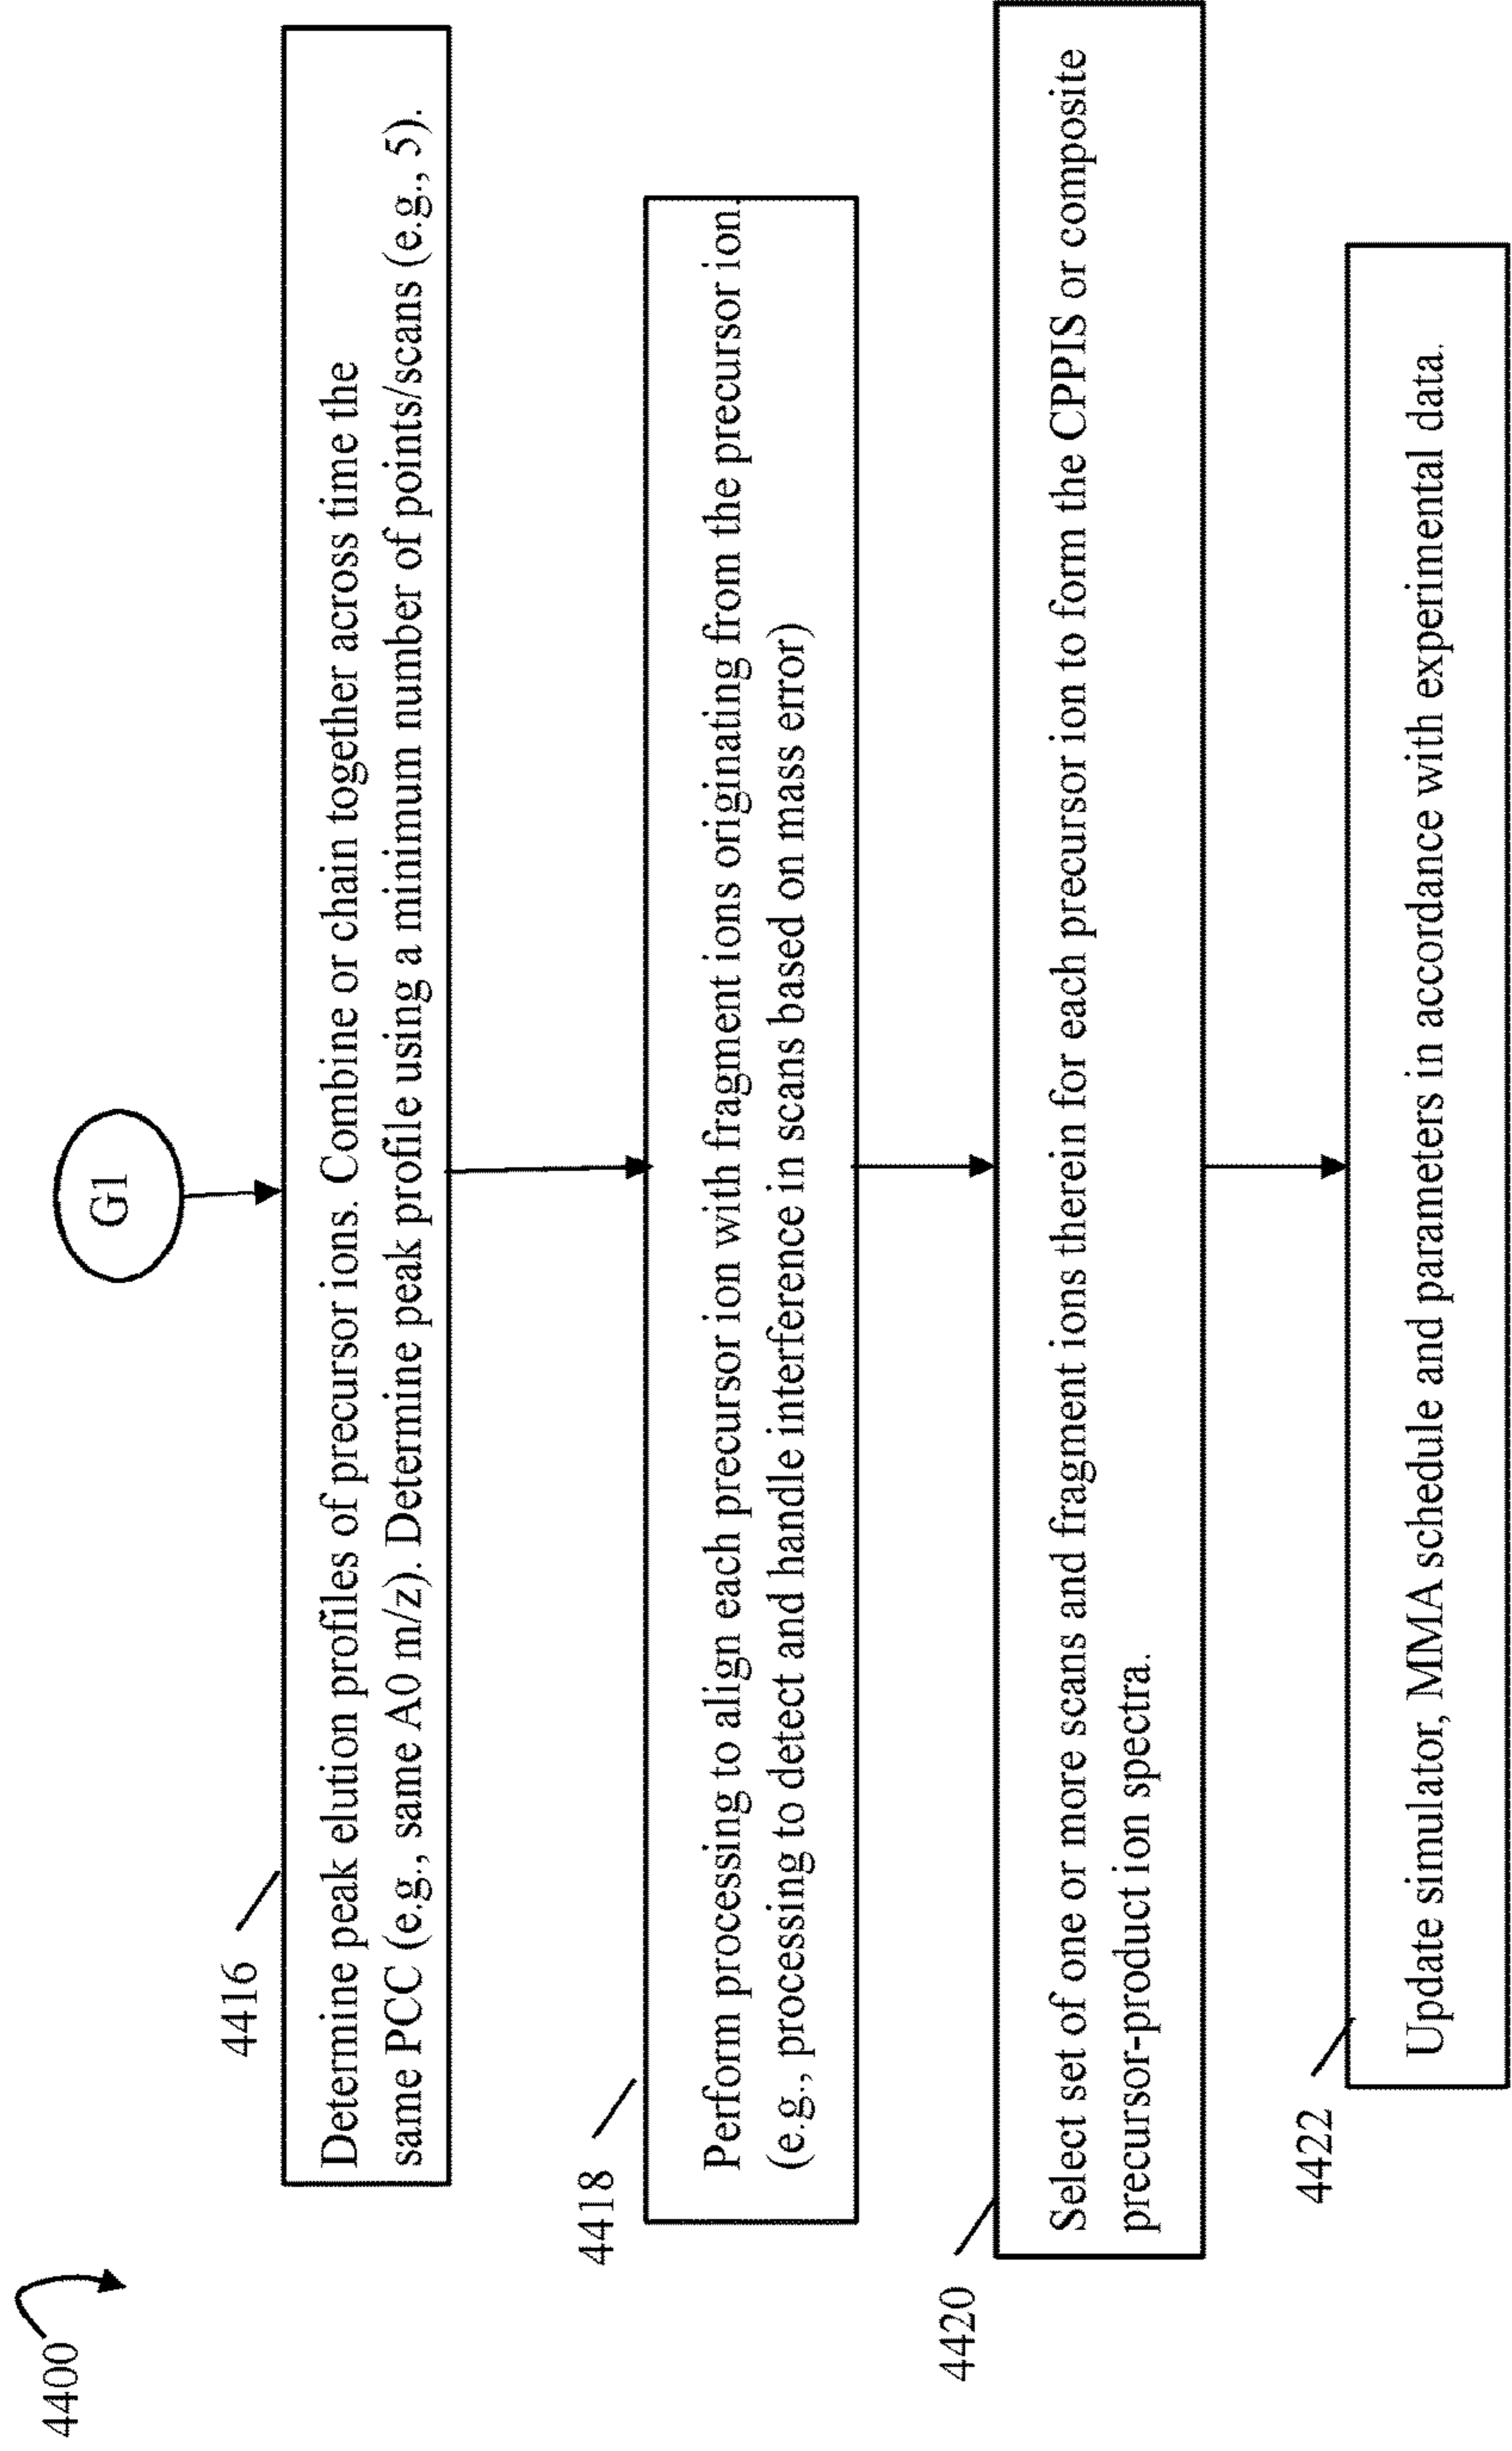 4400
G1
4416
Determine peak elution profiles of precursor ions. Combine or chain together across time the
same PCC (e.g., same A0 m/z). Determine peak profile using a minimum number of points/scans (e.g., 5).
4418
Perform processing to align each precursor ion with fragment ions originating from the precursor ion.
(e.g., processing to detect and handle interference in scans based on mass error)
4420
Select set of one or more scans and fragment ions therein for each precursor ion to form the CPPIS or composite
precursor-product ion spectra.
4422
Update simulator, MMA schedule and parameters in accordance with experimental data.